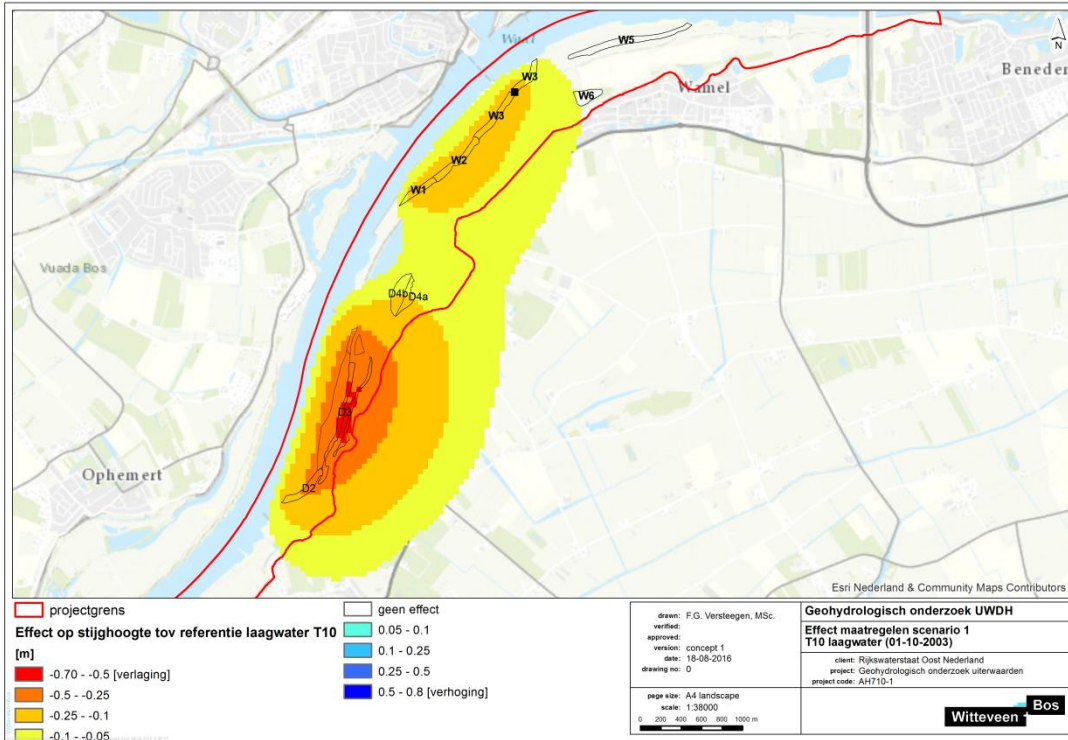 Waal
W5
N
Beneden
W3
W6
Wamel
W3
W2
W1
Vuada Bos
D4b
D4a
D3
Ophemert
D2
Esri Nederland & Community Maps Contributors
projectgrens
Effect op stijghoogte tov referentie laagwater T10
[m]
-0.70 - -0.5 [verlaging]
-0.5 - -0.25
-0.25 - -0.1
-0.1 - -0.05
geen effect
0.05 - 0.1
0.1 - 0.25
0.25 - 0.5
0.5 - 0.8 [verhoging]
drawn: F.G. Versteegen, MSc.
verified:
approved:
version: concept 1
date: 18-08-2016
drawing no: 0
page size: A4 landscape
scale: 1:38000
0 200 400 600 800 1000 m
Geohydrologisch onderzoek UWDH
Effect maatregelen scenario 1
T10 laagwater (01-10-2003)
client: Rijkswaterstaat Oost Nederland
project: Geohydrologisch onderzoek uiterwaarden
project code: AH710-1
Witteveen + Bos